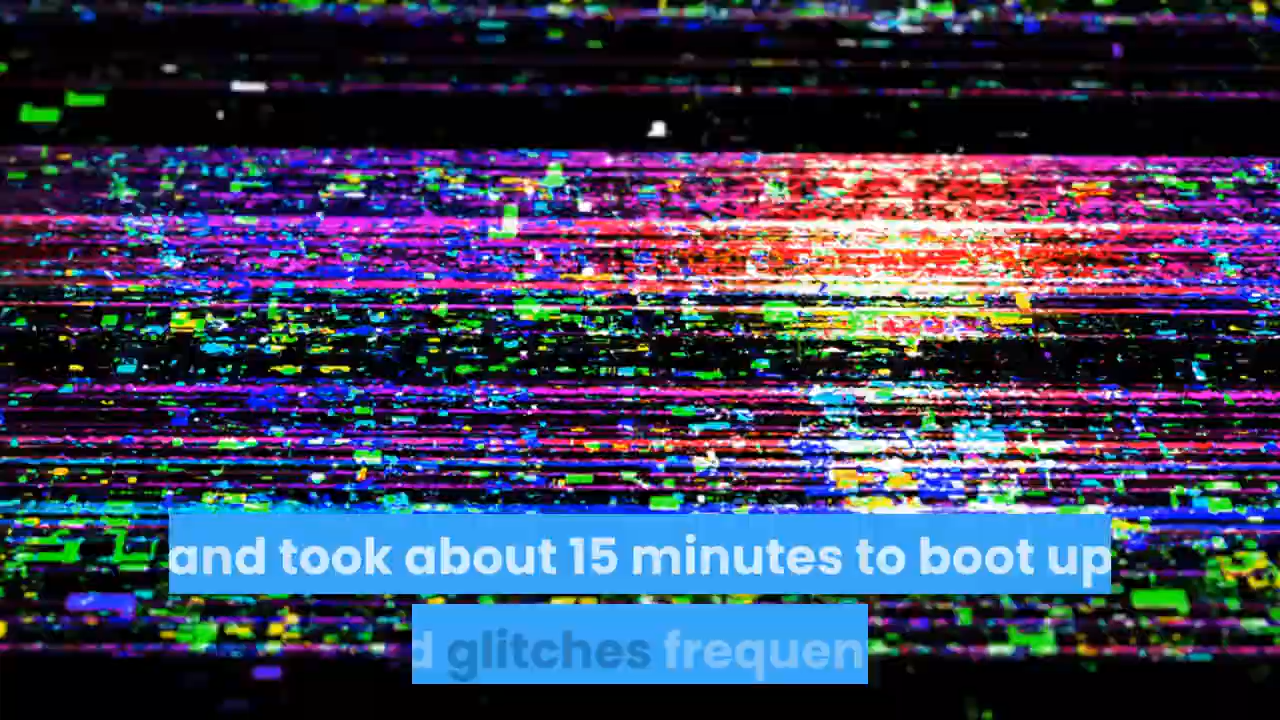 and took about 15 minutes to boot up
glitches frequen